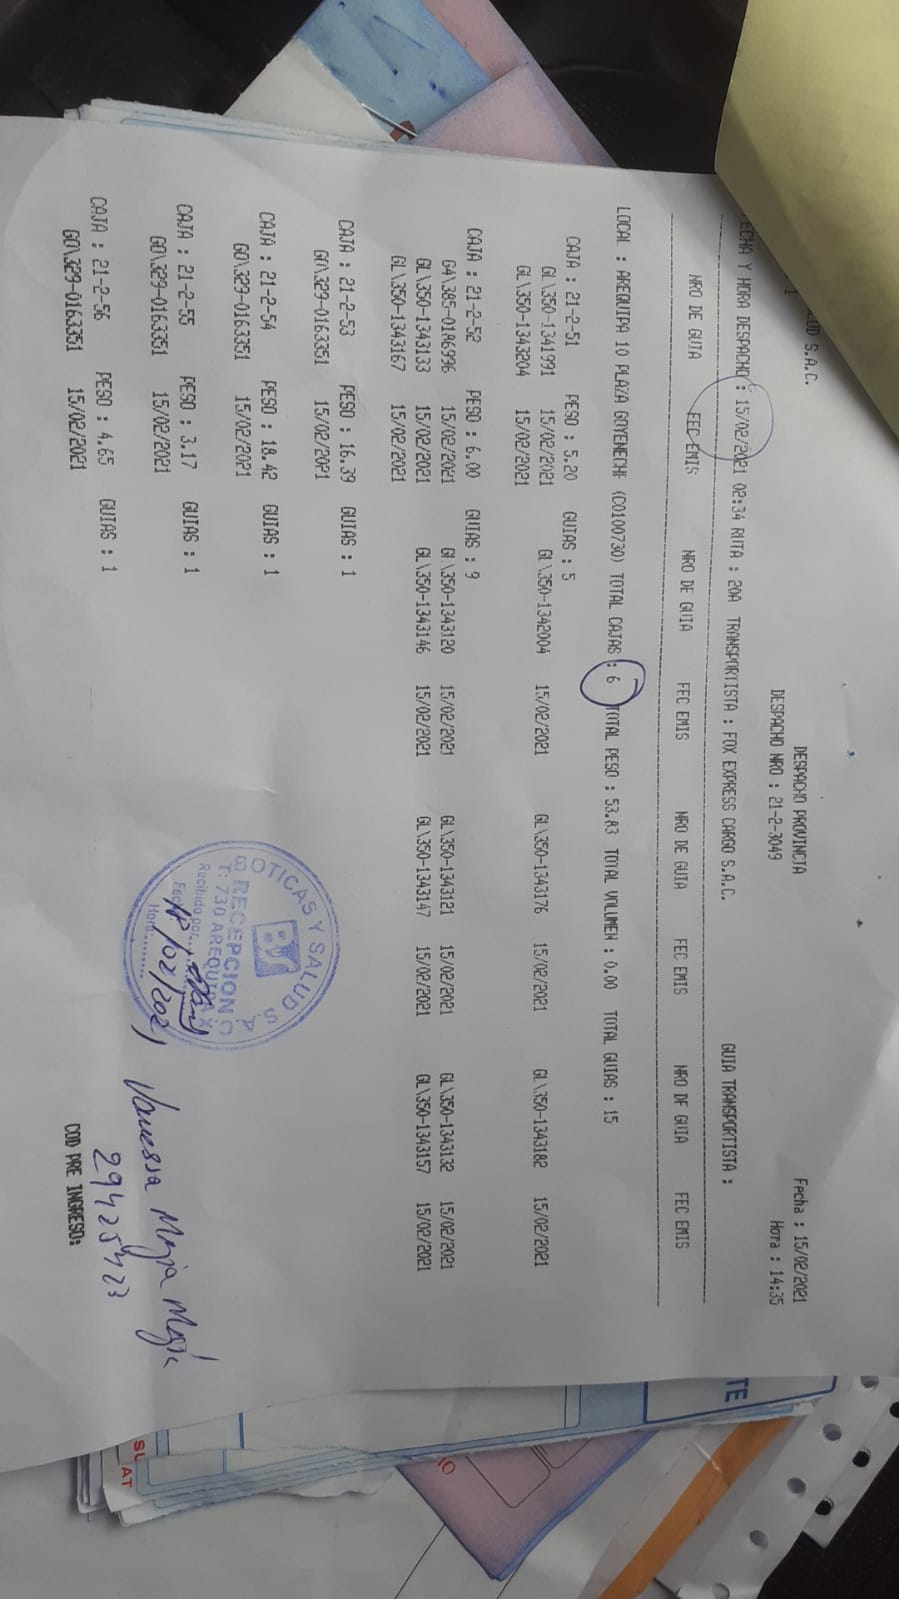 LUD S.A.C.
1
DESPACHO PROVINCIA
Fecha : 15/02/2021
DESPACHO NRO : 21-2-3049
Hora : 14:35
ECHA Y HORA DESPACHO : 15/02/2021 02:34 RUTA : 20A TRANSPORTISTA : FOX EXPRESS CARGO S.A.C. GUIA TRANSPORTISTA :
NRO DE GUIA FEC EMIS NRO DE GUIA FEC EMIS NRO DE GUIA FEC EMIS NRO DE GUIA FEC EMIS
LOCAL : AREQUIPA 10 PLAZA GOYENECHE (C0100730) TOTAL CAJAS : 6 TOTAL PESO : 53.83 TOTAL VOLUMEN : 0.00 TOTAL GUIAS : 15
CAJA : 21-2-51 PESO : 5.20 GUIAS : 5
GL\350-1341991 15/02/2021 GL\350-1342004 15/02/2021 GL\350-1343176 15/02/2021 GL\350-1343182 15/02/2021
GL\350-1343204 15/02/2021
CAJA : 21-2-52 PESO : 6.00 GUIAS : 9
G4\385-0186996 15/02/2021 GL\350-1343120 15/02/2021 GL\350-1343121 15/02/2021 GL\350-1343132 15/02/2021
GL\350-1343133 15/02/2021 GL\350-1343146 15/02/2021 GL\350-1343147 15/02/2021 GL\350-1343157 15/02/2021
GL\350-1343167 15/02/2021
CAJA : 21-2-53 PESO : 16.39 GUIAS : 1
GO\329-0163351 15/02/2021
CAJA : 21-2-54 PESO : 18.42 GUIAS : 1
GO\329-0163351 15/02/2021
CAJA : 21-2-55 PESO : 3.17 GUIAS : 1
GO\329-0163351 15/02/2021
CAJA : 21-2-56 PESO : 4.65 GUIAS : 1
GO\329-0163351 15/02/2021
BOTICAS Y SALUD S.A.
BS
RECEPCION
730 AREQUIPA X
Recibido por:
Fecha: /02/2021
Hora:
Vanessa Mejia Mejia
29425423
COD PRE INGRESO:
TE
SU
AT